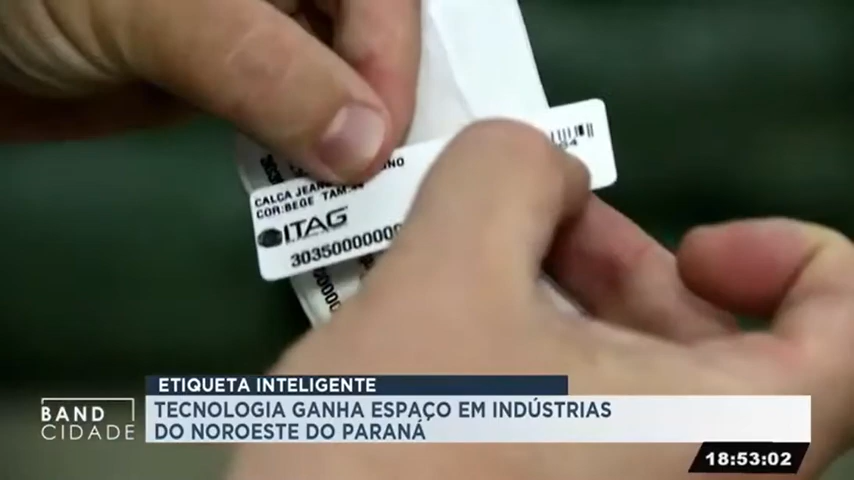 CALCA JEANS
COR:BEGE TAM:
ITAG
30350000000
ETIQUETA INTELIGENTE
TECNOLOGIA GANHA ESPAÇO EM INDÚSTRIAS
DO NOROESTE DO PARANÁ
BAND
CIDADE
18:53:02